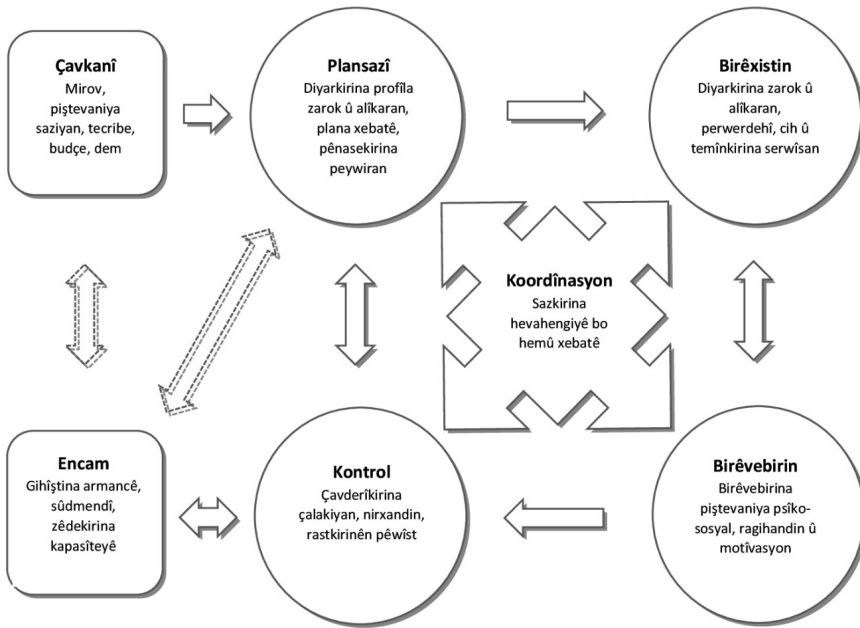 Çavkanî
Mirov,
piştevaniya
saziyan, tecribe,
budçe, dem
Plansazî
Diyarkirina profîla
zarok û alîkaran,
plana xebatê,
pênasekirina
peywiran
Birêxistin
Diyarkirina zarok û
alîkaran,
perwerdehî, cih û
temînkirina serwîsan
Koordînasyon
Sazkirina
hevahengiyê bo
hemû xebatê
Encam
Gihîştina armancê,
sûdmendî,
zêdekirina
kapasîteyê
Kontrol
Çavderîkirina
çalakiyan, nirxandin,
rastkirinên pêwîst
Birêvebirin
Birêvebirina
piştevaniya psîko-
sosyal, ragihandin û
motîvasyon